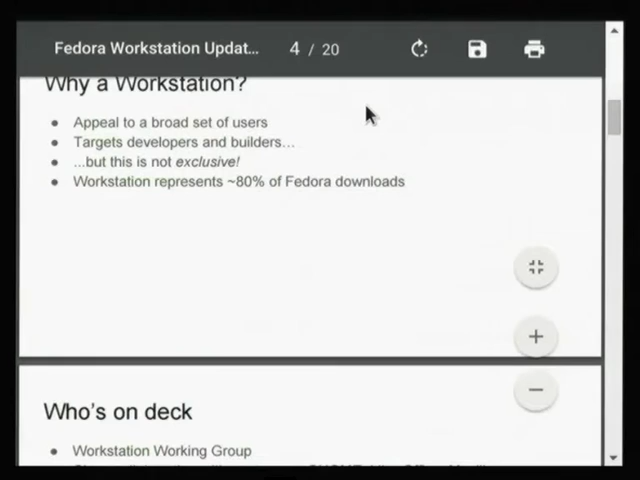 Fedora Workstation Updat... 4 / 20
Why a Workstation?
Appeal to a broad set of users
Targets developers and builders...
...but this is not exclusive!
Workstation represents ~80% of Fedora downloads
Who's on deck
Workstation Working Group